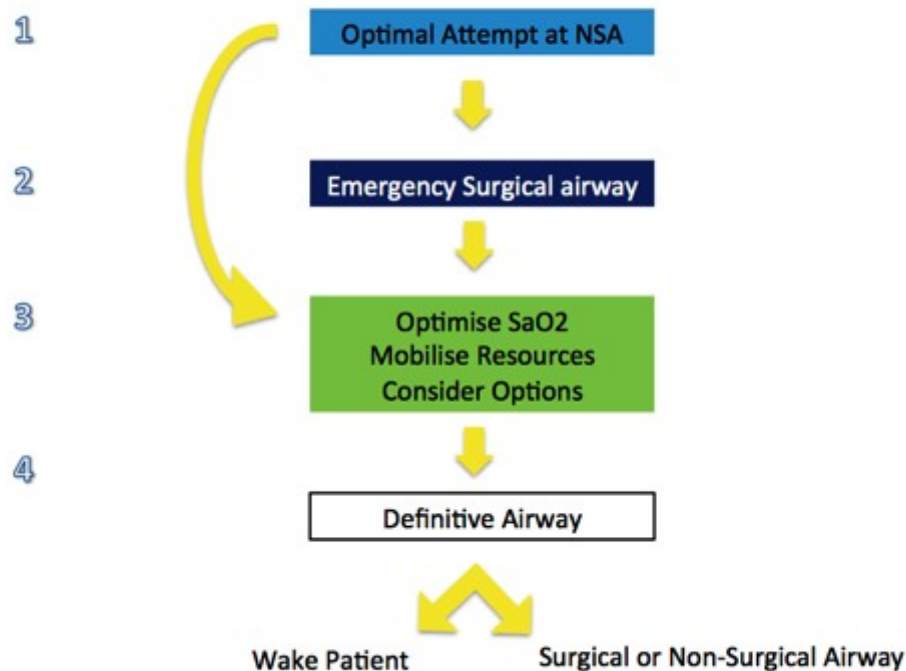 1
Optimal Attempt at NSA
2
Emergency Surgical airway
3
Optimise SaO2
Mobilise Resources
Consider Options
4
Definitive Airway
Wake Patient
Surgical or Non-Surgical Airway